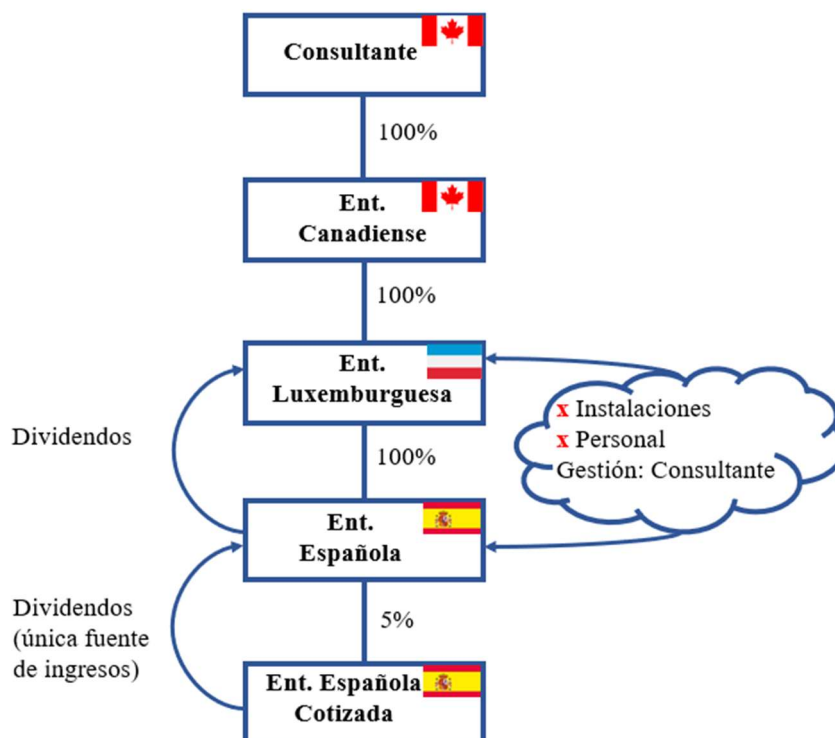 Consultante
100%
Ent.
Canadiense
100%
Ent.
Luxemburguesa
Dividendos
100%
x Instalaciones
x Personal
Gestión: Consultante
Ent.
Española
Dividendos
(única fuente
de ingresos)
5%
Ent. Española
Cotizada